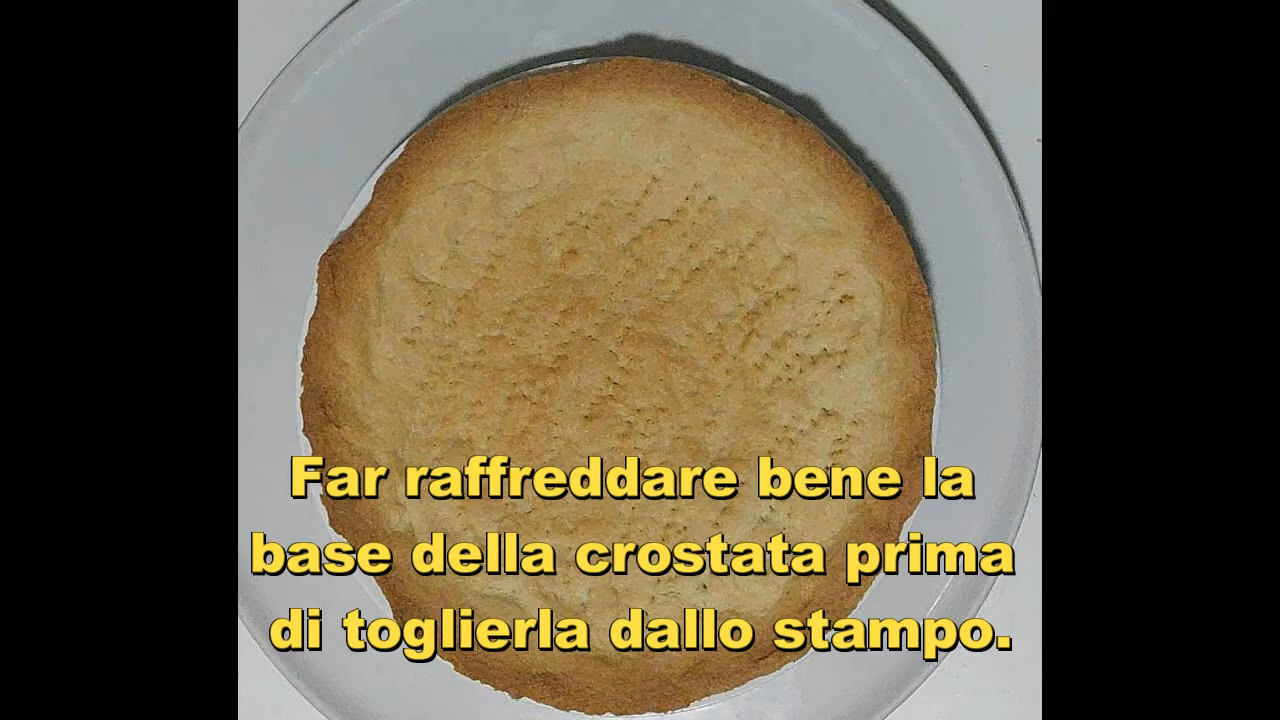 Far raffreddare bene la
base della crostata prima
di toglierla dallo stampo.